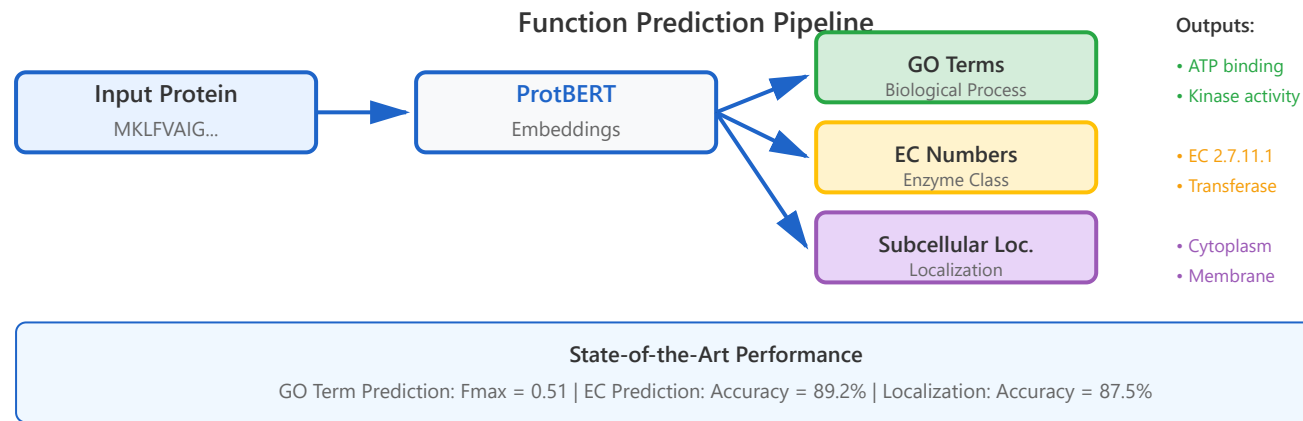 Function Prediction Pipeline
Input Protein
MKLFVAIG...
ProtBERT
Embeddings
GO Terms
Biological Process
EC Numbers
Enzyme Class
Subcellular Loc.
Localization
Outputs:
• ATP binding
• Kinase activity
• EC 2.7.11.1
• Transferase
• Cytoplasm
• Membrane
State-of-the-Art Performance
GO Term Prediction: Fmax = 0.51 | EC Prediction: Accuracy = 89.2% | Localization: Accuracy = 87.5%